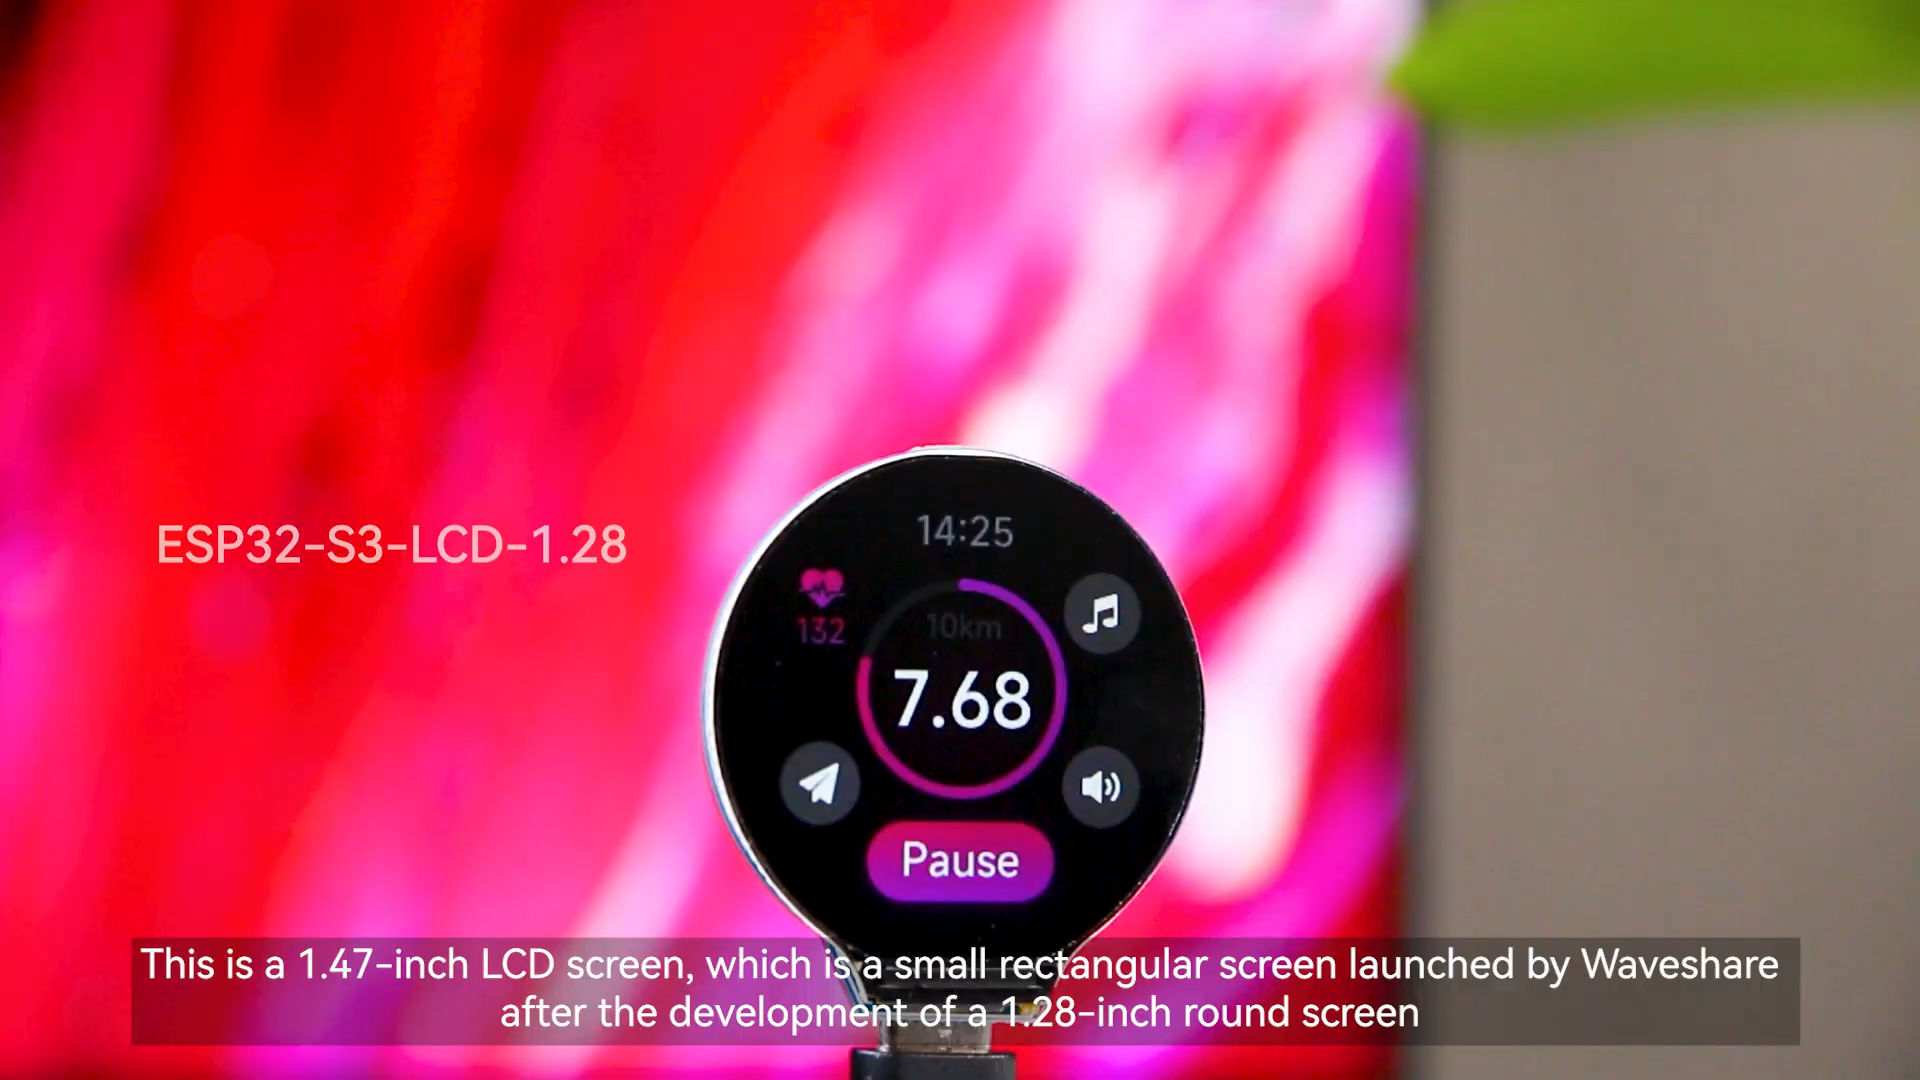 14:25
ESP32-S3-LCD-1.28
132
10km
7.68
Pause
This is a 1.47-inch LCD screen, which is a small rectangular screen launched by Waveshare
after the development of a 1.28-inch round screen